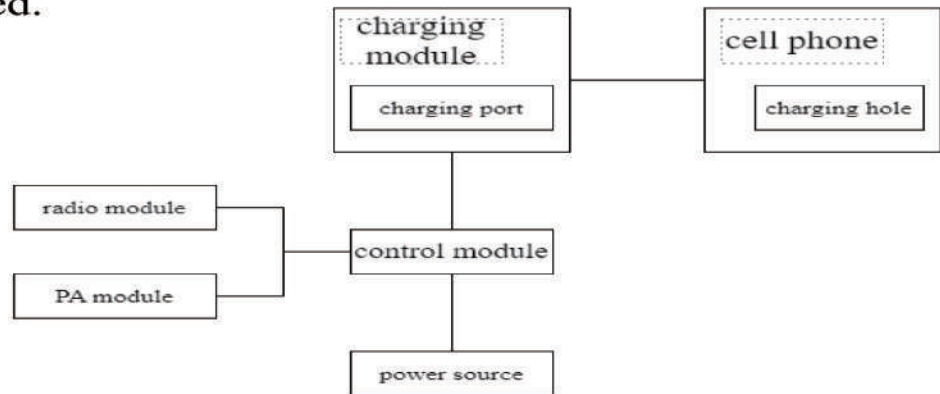 ed.
charging
module
cell phone
charging port
charging hole
radio module
control module
PA module
power source